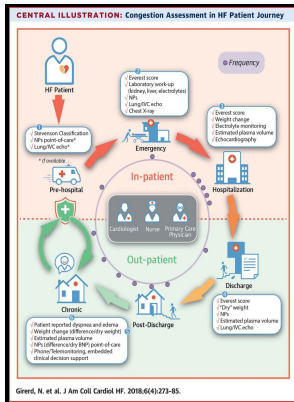 CENTRAL ILLUSTRATION: Congestion Assessment in HF Patient Journey
HF Patient
Frequency
1
√ Stevenson Classification
√ NPs point-of-care*
√ Lung/IVC echo*
* if available
Pre-hospital
2
√ Everest score
√ Laboratory work-up
(kidney, liver, electrolytes)
√ NPs
√ Lung/IVC echo
√ Chest X-ray
Emergency
3
√ Everest score
√ Weight change
√ Electrolyte monitoring
√ Estimated plasma volume
√ Echocardiography
Hospitalization
In-patient
Cardiologist
Nurse
Primary Care
Physician
Out-patient
Discharge
√ Everest score
√ "Dry" weight
√ NPs
√ Estimated plasma volume
√ Lung/IVC echo
Post-Discharge
Chronic
√ Patient reported dyspnea and edema
√ Weight change (difference/dry weight)
√ Estimated plasma volume
√ NPs (difference/dry BNP) point-of-care
√ Phone/Telemonitoring, embedded
clinical decision support
Girerd, N. et al. J Am Coll Cardiol HF. 2018;6(4):273-85.